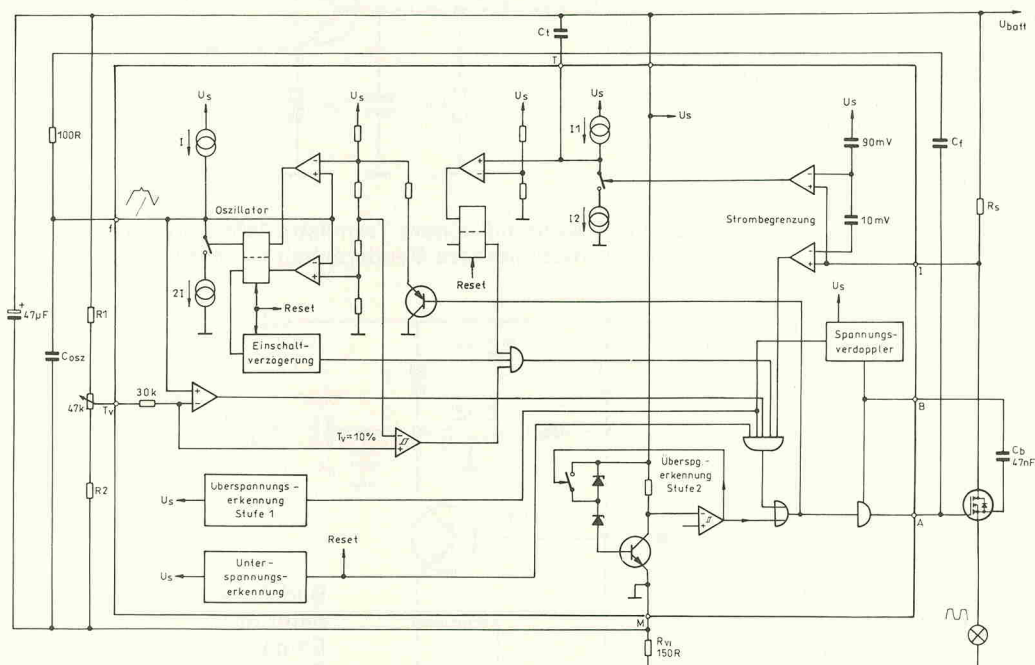 Ubatt
Ct
T
Us
Us
Us
Us
Us
100R
I
I1
90mV
Cf
Oszillator
Rs
f
I2
Strombegrenzung
10mV
2I
Reset
Reset
I
47µF
R1
Us
Einschalt-
verzögerung
Spannungs-
verdoppler
Cosz
30k
47k
Tv
B
Tv=10%
Cb
47nF
R2
Überspannungs-
erkennung
Stufe 1
Us
Überspg.-
erkennung
Stufe 2
A
Reset
Unter-
spannungs-
erkennung
Us
M
RVI
150R